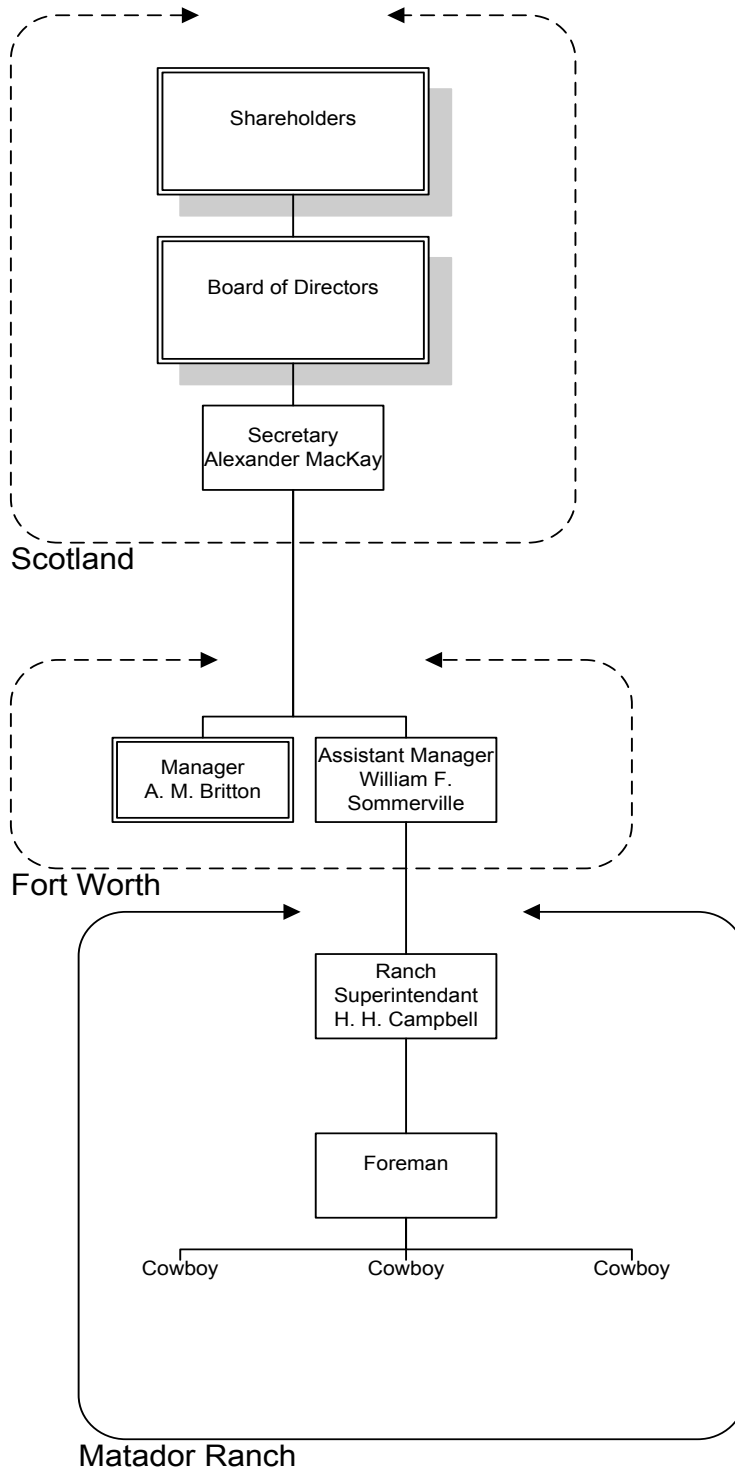 Shareholders
Board of Directors
Secretary
Alexander MacKay
Scotland
Manager
A. M. Britton
Assistant Manager
William F.
Sommerville
Fort Worth
Ranch
Superintendant
H. H. Campbell
Foreman
Cowboy
Cowboy
Cowboy
Matador Ranch